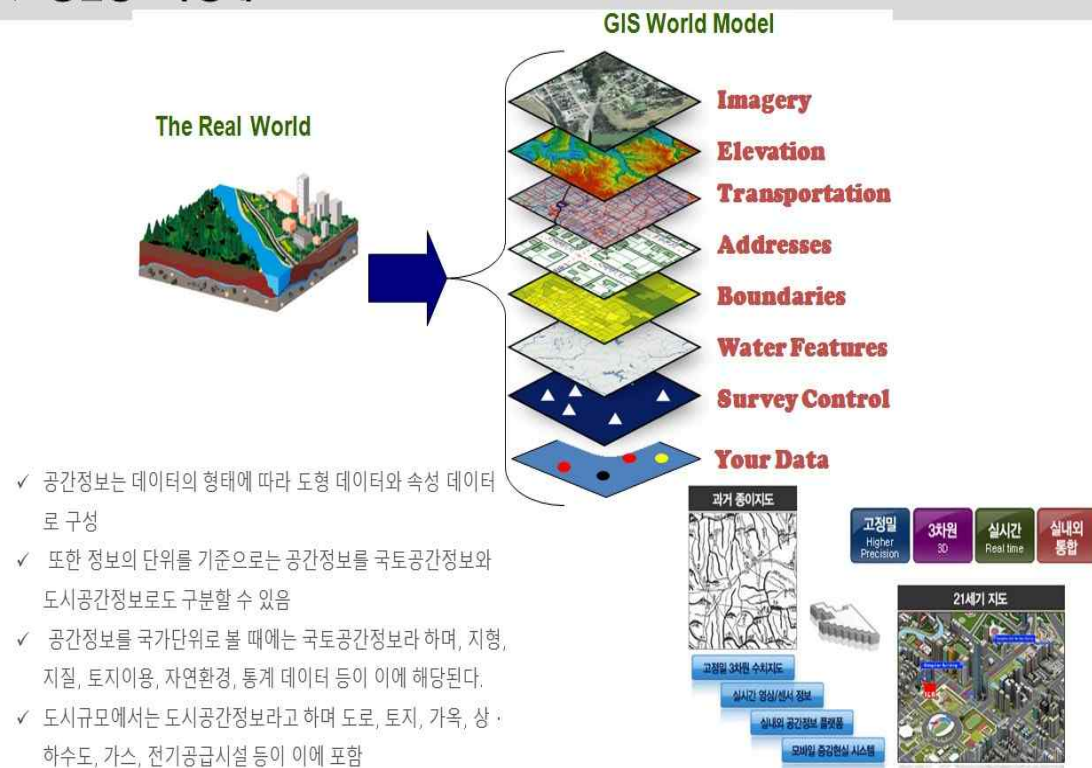 GIS World Model
The Real World
Imagery
Elevation
Transportation
Addresses
Boundaries
Water Features
Survey Control
Your Data
✓ 공간정보는 데이터의 형태에 따라 도형 데이터와 속성 데이터
로 구성
✓ 또한 정보의 단위를 기준으로는 공간정보를 국토공간정보와
도시공간정보로도 구분할 수 있음
✓ 공간정보를 국가단위로 볼 때에는 국토공간정보라 하며, 지형,
지질, 토지이용, 자연환경, 통계 데이터 등이 이에 해당된다.
✓ 도시규모에서는 도시공간정보라고 하며 도로, 토지, 가옥, 상·
하수도, 가스, 전기공급시설 등이 이에 포함
과거 종이지도
고정밀 3차원 수치지도
실시간 영상/센서 정보
실내외 공간정보 플랫폼
모바일 증강현실 시스템
고정밀
Higher
Precision
3차원
3D
실시간
Real time
실내외
통합
21세기 지도